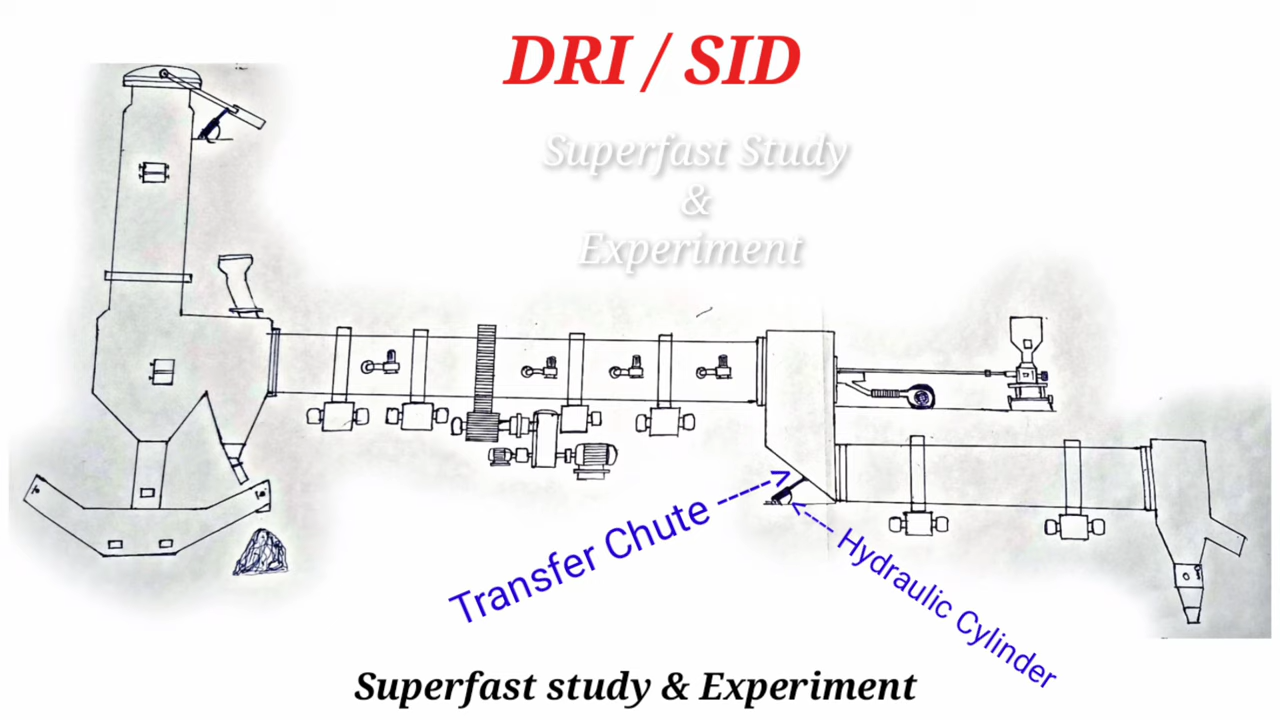 DRI / SID
Superfast Study
&
Experiment
Transfer Chute
Hydraulic Cylinder
Superfast study & Experiment